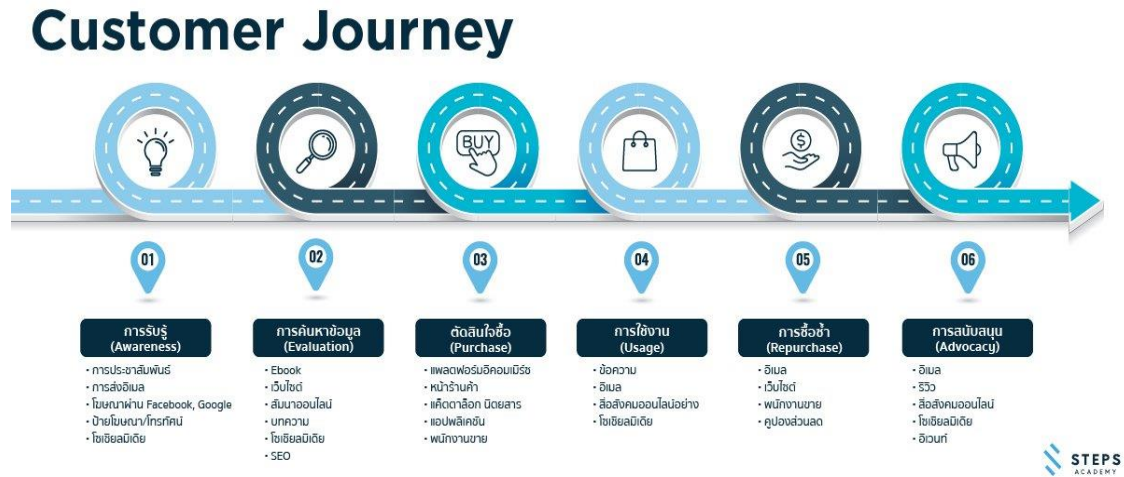 Customer Journey
BUY
$
01
02
03
04
05
06
การรับรู้
(Awareness)
• การประชาสัมพันธ์
• การส่งอีเมล
• โฆษณาผ่าน Facebook, Google
• ป้ายโฆษณา/โทรทัศน์
• โซเชียลมิเดีย
การค้นหาข้อมูล
(Evaluation)
• Ebook
• เว็บไซต์
• สัมนาออนไลน์
• บทความ
• โซเชียลมิเดีย
• SEO
ตัดสินใจซื้อ
(Purchase)
• แพลตฟอร์มอีคอมเมิร์ซ
• หน้าร้านค้า
• แค็ตตาล็อก นิตยสาร
• แอปพลิเคชัน
• พนักงานขาย
การใช้งาน
(Usage)
• ข้อความ
• อีเมล
• สื่อสังคมออนไลน์อย่าง
• โซเชียลมิเดีย
การซื้อซ้ำ
(Repurchase)
• อีเมล
• เว็บไซต์
• พนักงานขาย
• คูปองส่วนลด
การสนับสนุน
(Advocacy)
• อีเมล
• รีวิว
• สื่อสังคมออนไลน์
• โซเชียลมิเดีย
• อีเวนท์
STEPS
ACADEMY